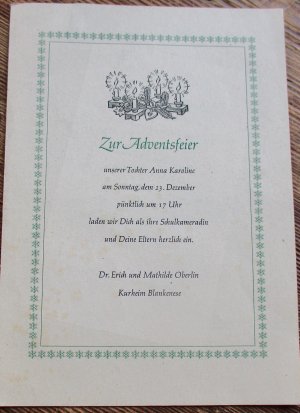 Zur Adventsfeier
unserer Tochter Anna Karoline
am Sonntag, dem 23. Dezember
pünktlich um 17 Uhr
laden wir Dich als ihre Schulkameradin
und Deine Eltern herzlich ein.
Dr. Erich und Mathilde Oberlin
Kurheim Blankenese